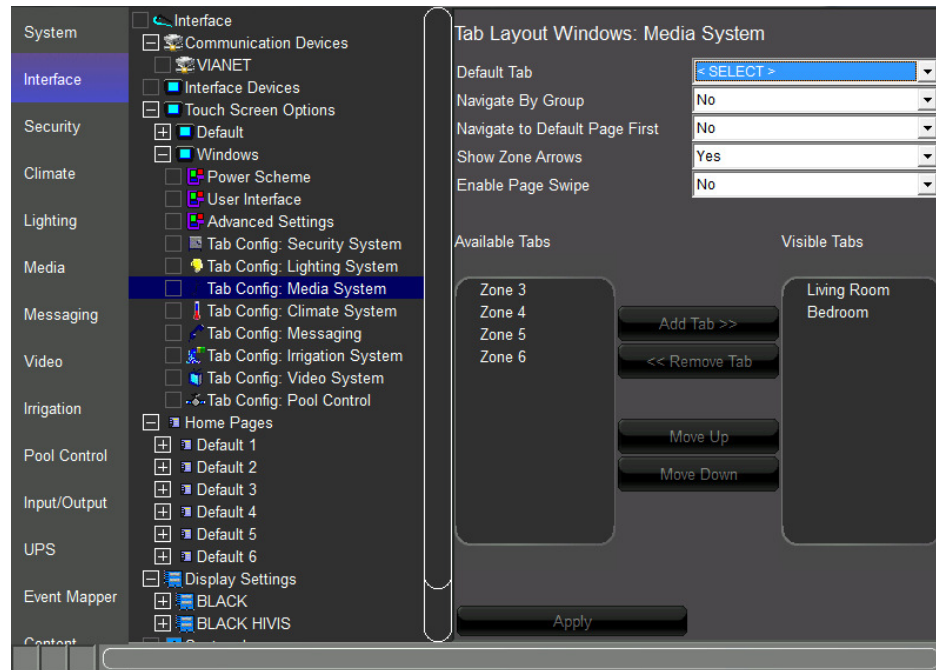 System
Interface
Security
Climate
Lighting
Media
Messaging
Video
Irrigation
Pool Control
Input/Output
UPS
Event Mapper
Content
Interface
Communication Devices
VIANET
Interface Devices
Touch Screen Options
Default
Windows
Power Scheme
User Interface
Advanced Settings
Tab Config: Security System
Tab Config: Lighting System
Tab Config: Media System
Tab Config: Climate System
Tab Config: Messaging
Tab Config: Irrigation System
Tab Config: Video System
Tab Config: Pool Control
Home Pages
Default 1
Default 2
Default 3
Default 4
Default 5
Default 6
Display Settings
BLACK
BLACK HIVIS
Tab Layout Windows: Media System
Default Tab < SELECT >
Navigate By Group No
Navigate to Default Page First No
Show Zone Arrows Yes
Enable Page Swipe No
Available Tabs
Zone 3
Zone 4
Zone 5
Zone 6
Add Tab >>
<< Remove Tab
Move Up
Move Down
Visible Tabs
Living Room
Bedroom
Apply